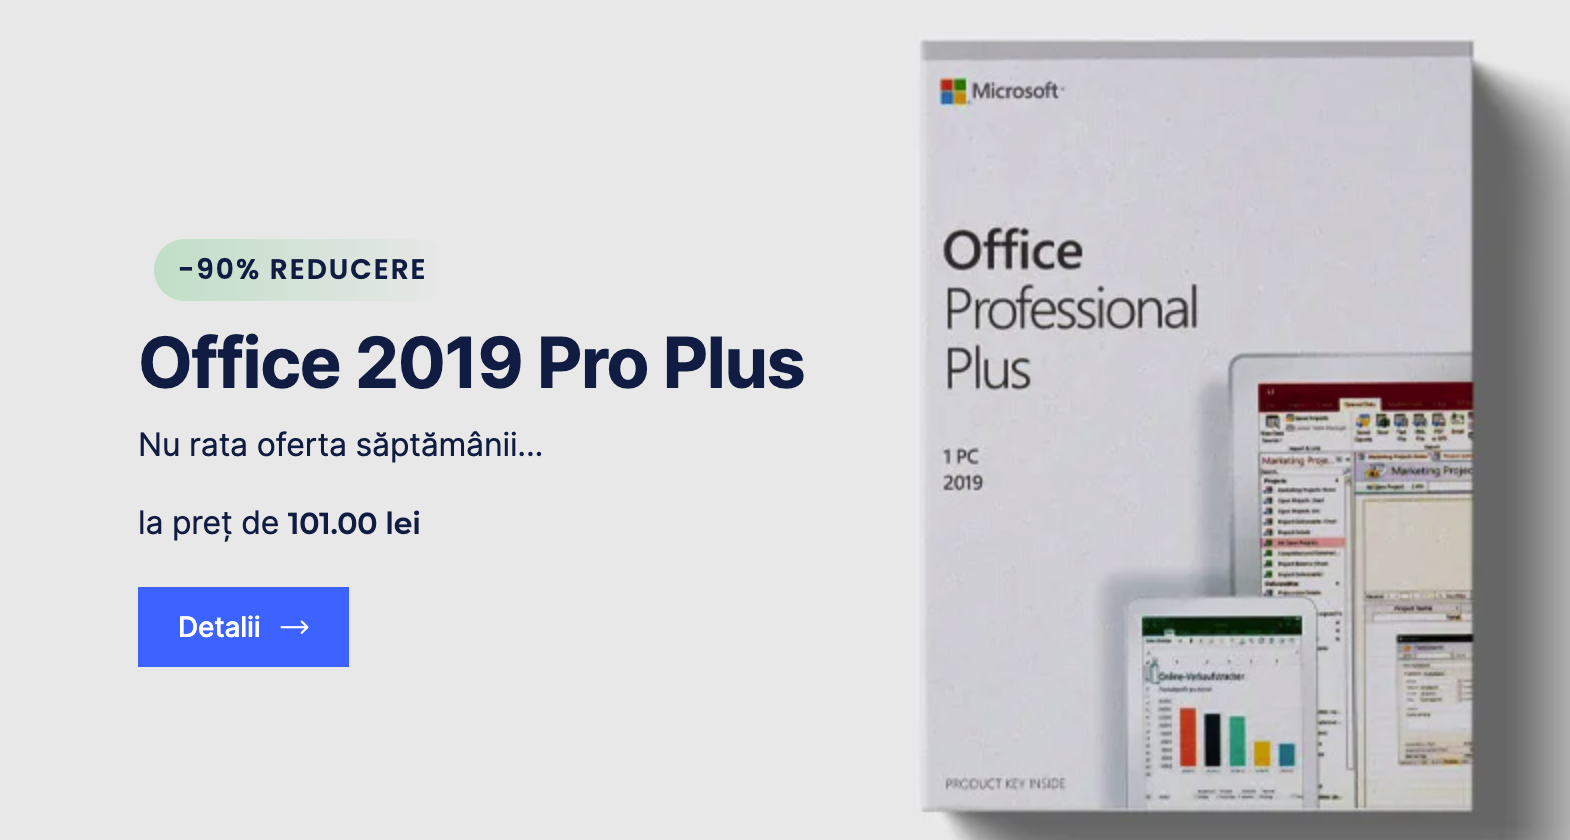 -90% REDUCERE
Office 2019 Pro Plus
Nu rata oferta săptămânii...
la preț de 101.00 lei
Detalii
Microsoft
Office
Professional
Plus
1 PC
2019
Marketing Proje...
Marketing Projec
Online-Verkaufstracker
PRODUCT KEY INSIDE